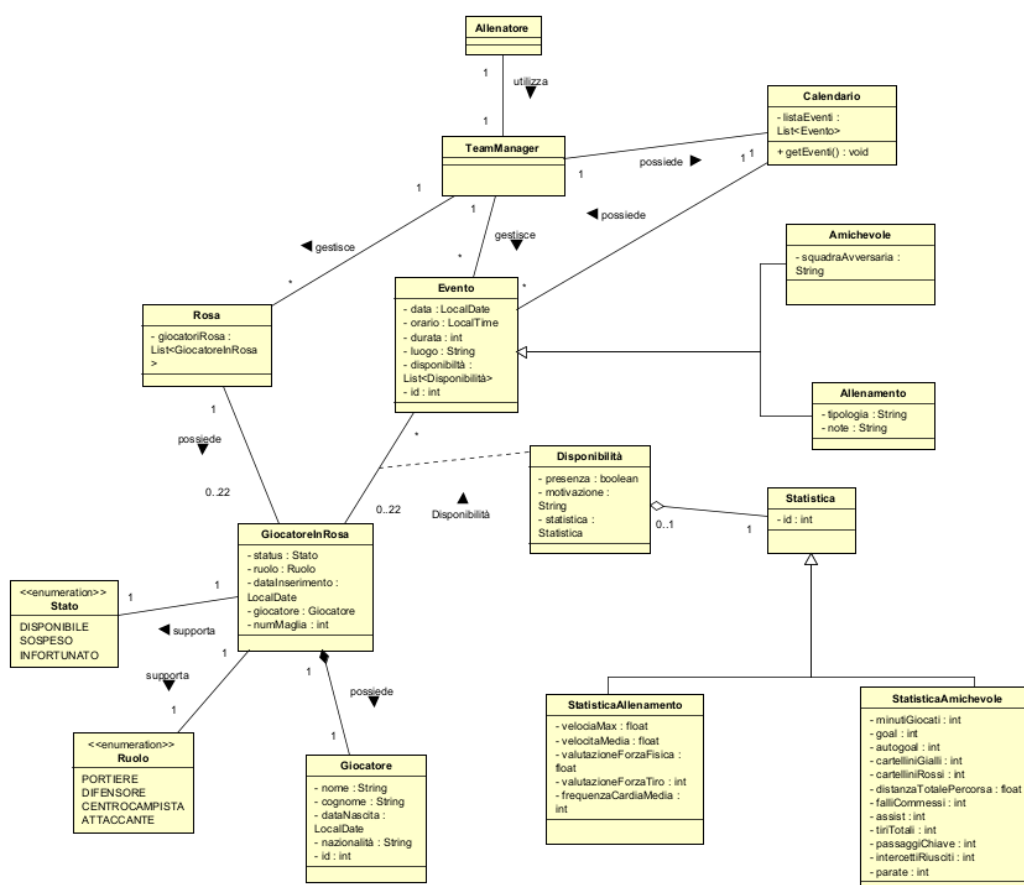 Allenatore
1
utilizza
1
TeamManager
Calendario
- listaEventi :
List<Evento>
+ getEventi() : void
possiede
1
1
1
possiede
1
gestisce
*
1
gestisce
*
*
Amichevole
- squadraAvversaria :
String
Rosa
- giocatoriRosa :
List<GiocatoreInRosa
>
Evento
- data : LocalDate
- orario : LocalTime
- durata : int
- luogo : String
- disponibiltà :
List<Disponibilità>
- id : int
Allenamento
- tipologia : String
- note : String
1
possiede
0..22
*
0..22
Disponibilità
Disponibilità
- presenza : boolean
- motivazione :
String
- statistica :
Statistica
0..1
1
Statistica
- id : int
GiocatoreInRosa
- status : Stato
- ruolo : Ruolo
- dataInserimento :
LocalDate
- giocatore : Giocatore
- numMaglia : int
<<enumeration>>
Stato
DISPONIBILE
SOSPESO
INFORTUNATO
1
1
supporta
1
supporta
1
<<enumeration>>
Ruolo
PORTIERE
DIFENSORE
CENTROCAMPISTA
ATTACCANTE
1
possiede
1
Giocatore
- nome : String
- cognome : String
- dataNascita :
LocalDate
- nazionalità : String
- id : int
StatisticaAllenamento
- velociaMax : float
- velocitaMedia : float
- valutazioneForzaFisica :
float
- valutazioneForzaTiro : int
- frequenzaCardiaMedia :
int
StatisticaAmichevole
- minutiGiocati : int
- goal : int
- autogoal : int
- cartelliniGialli : int
- cartelliniRossi : int
- distanzaTotalePercorsa : float
- falliCommessi : int
- assist : int
- tiriTotali : int
- passaggiChiave : int
- intercettiRiusciti : int
- parate : int